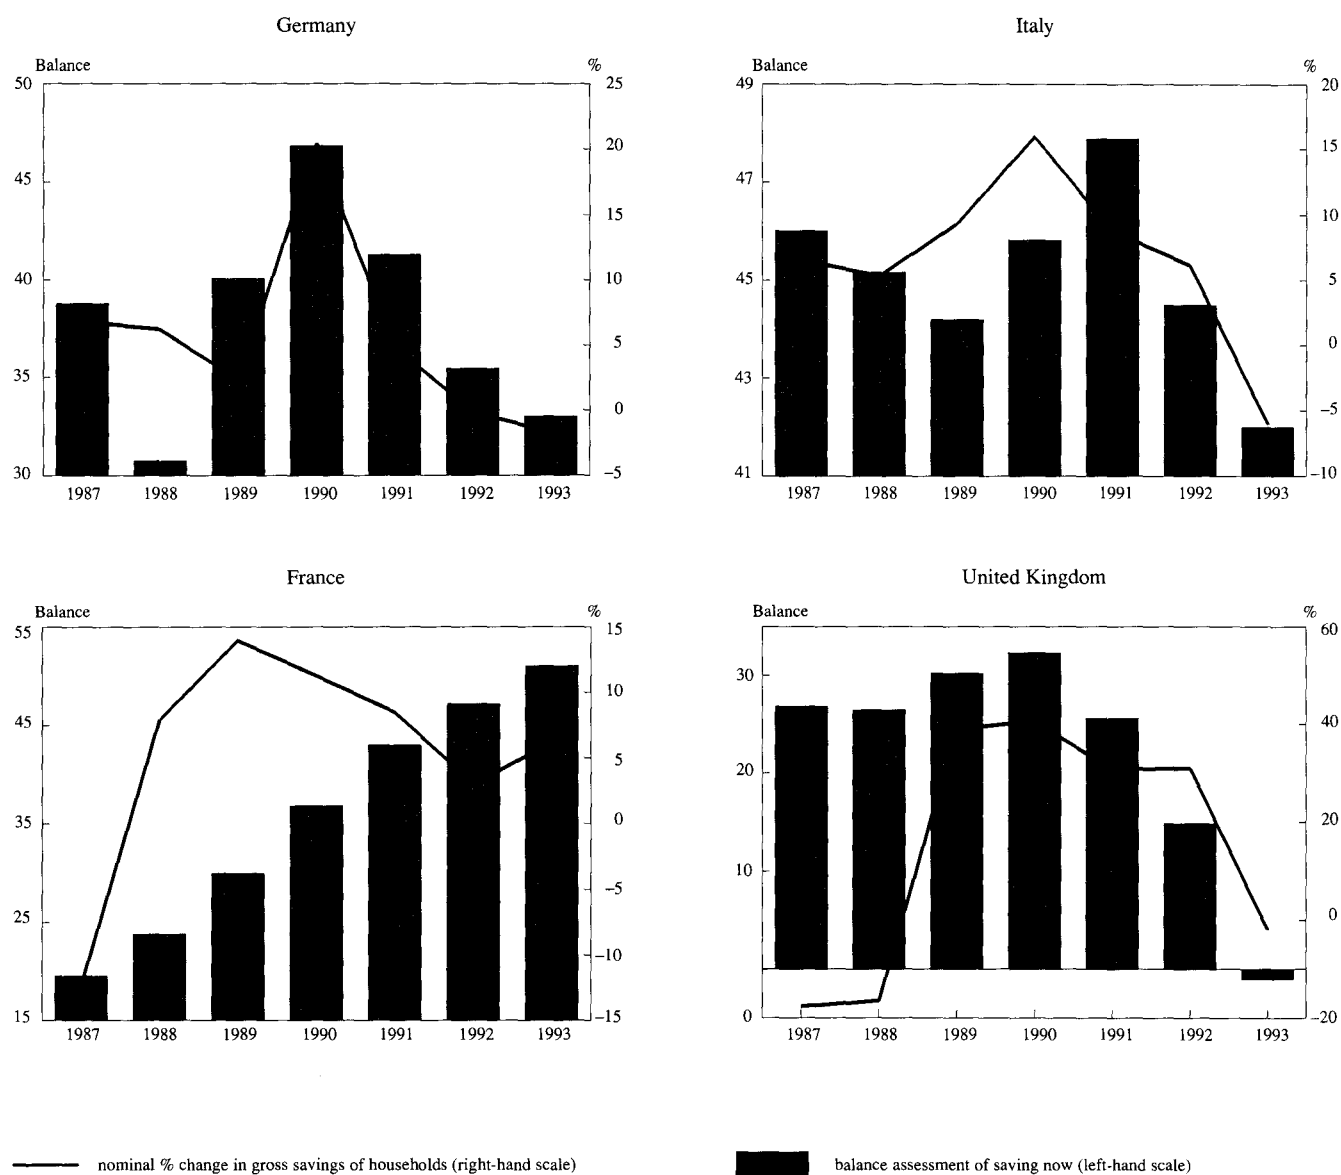 Germany
Balance %
50 25
20
45
15
40 10
5
35
0
30 -5
1987 1988 1989 1990 1991 1992 1993
Italy
Balance %
49 20
15
47
10
45 5
0
43
-5
41 -10
1987 1988 1989 1990 1991 1992 1993
France
Balance %
55 15
10
45
5
35 0
-5
25
-10
15 -15
1987 1988 1989 1990 1991 1992 1993
United Kingdom
Balance %
60
30
40
20
20
10
0
0 -20
1987 1988 1989 1990 1991 1992 1993
nominal % change in gross savings of households (right-hand scale)
balance assessment of saving now (left-hand scale)